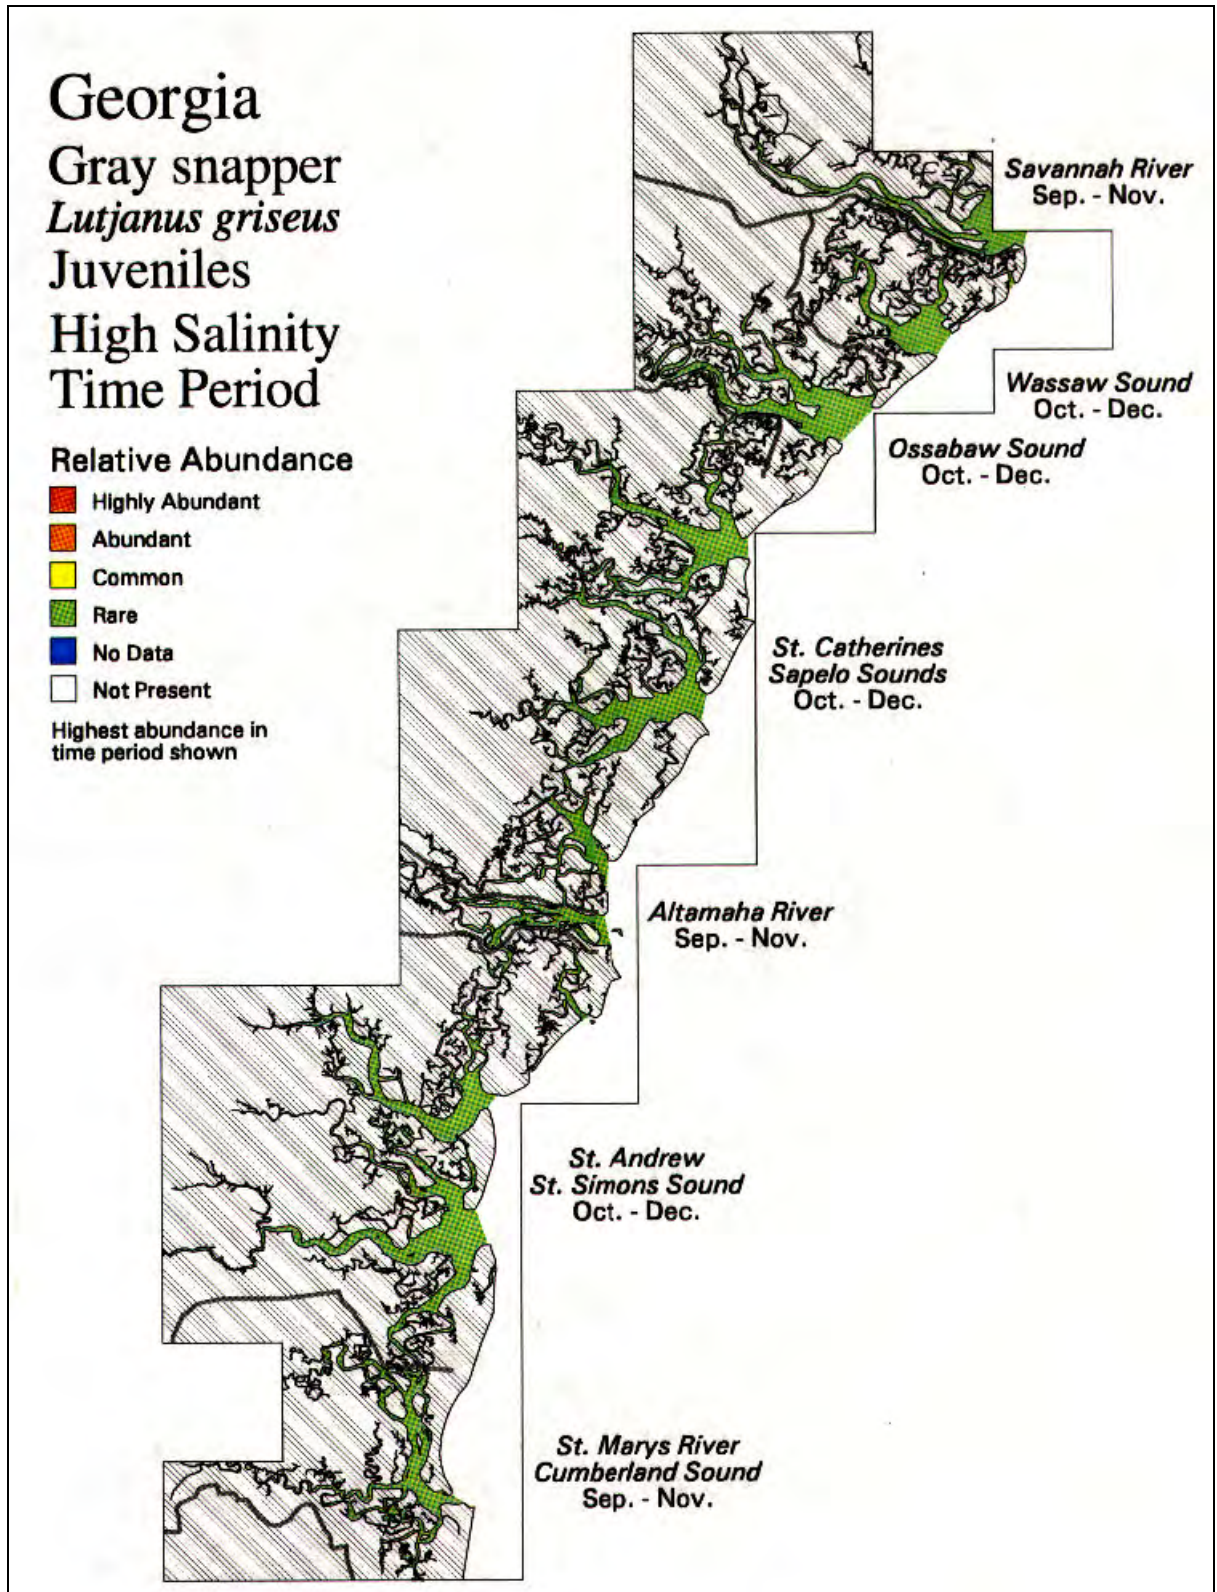 Georgia
Gray snapper
Lutjanus griseus
Juveniles
High Salinity
Time Period
Relative Abundance
Highly Abundant
Abundant
Common
Rare
No Data
Not Present
Highest abundance in
time period shown
Savannah River
Sep. - Nov.
Wassaw Sound
Oct. - Dec.
Ossabaw Sound
Oct. - Dec.
St. Catherines
Sapelo Sounds
Oct. - Dec.
Altamaha River
Sep. - Nov.
St. Andrew
St. Simons Sound
Oct. - Dec.
St. Marys River
Cumberland Sound
Sep. - Nov.